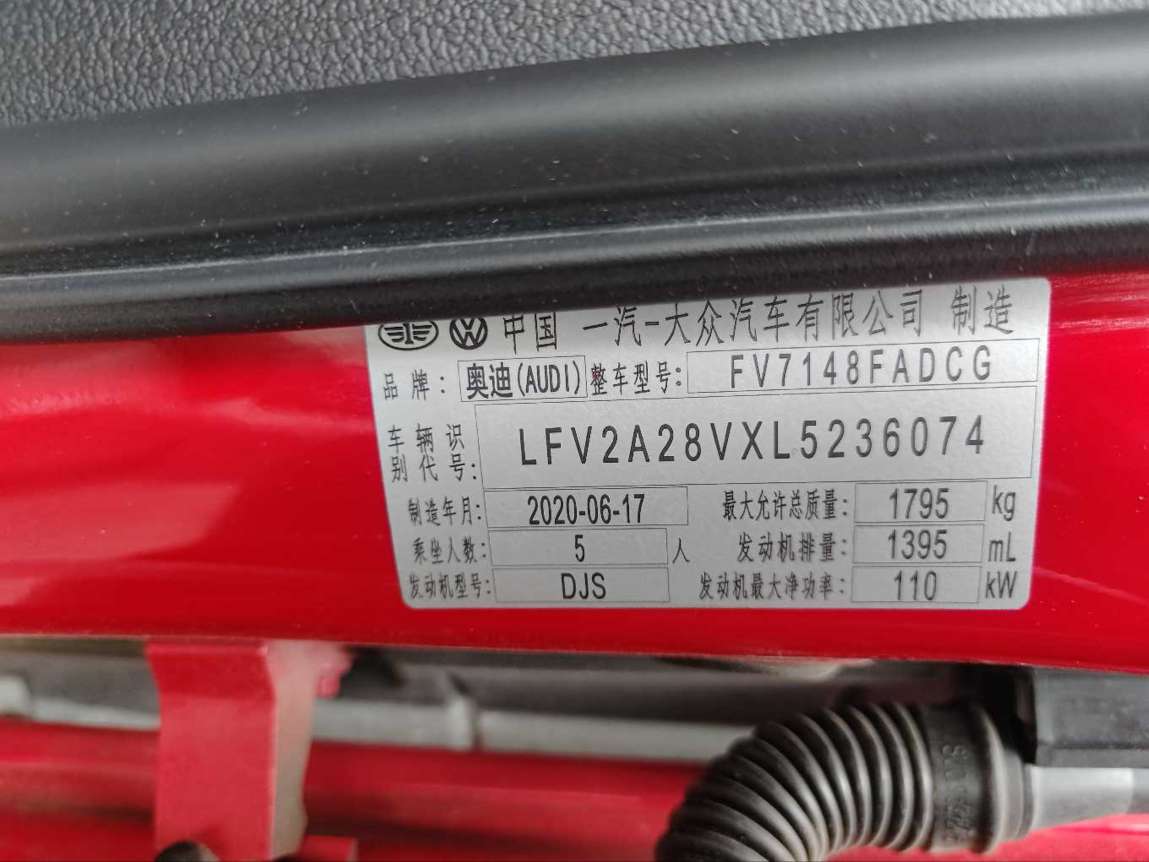 中国 一汽-大众汽车有限公司 制造
品牌: 奥迪(AUDI) 整车型号: FV7148FADCG
车辆识别代号: LFV2A28VXL5236074
制造年月: 2020-06-17 最大允许总质量: 1795 kg
乘坐人数: 5 人 发动机排量: 1395 mL
发动机型号: DJS 发动机最大净功率: 110 kW